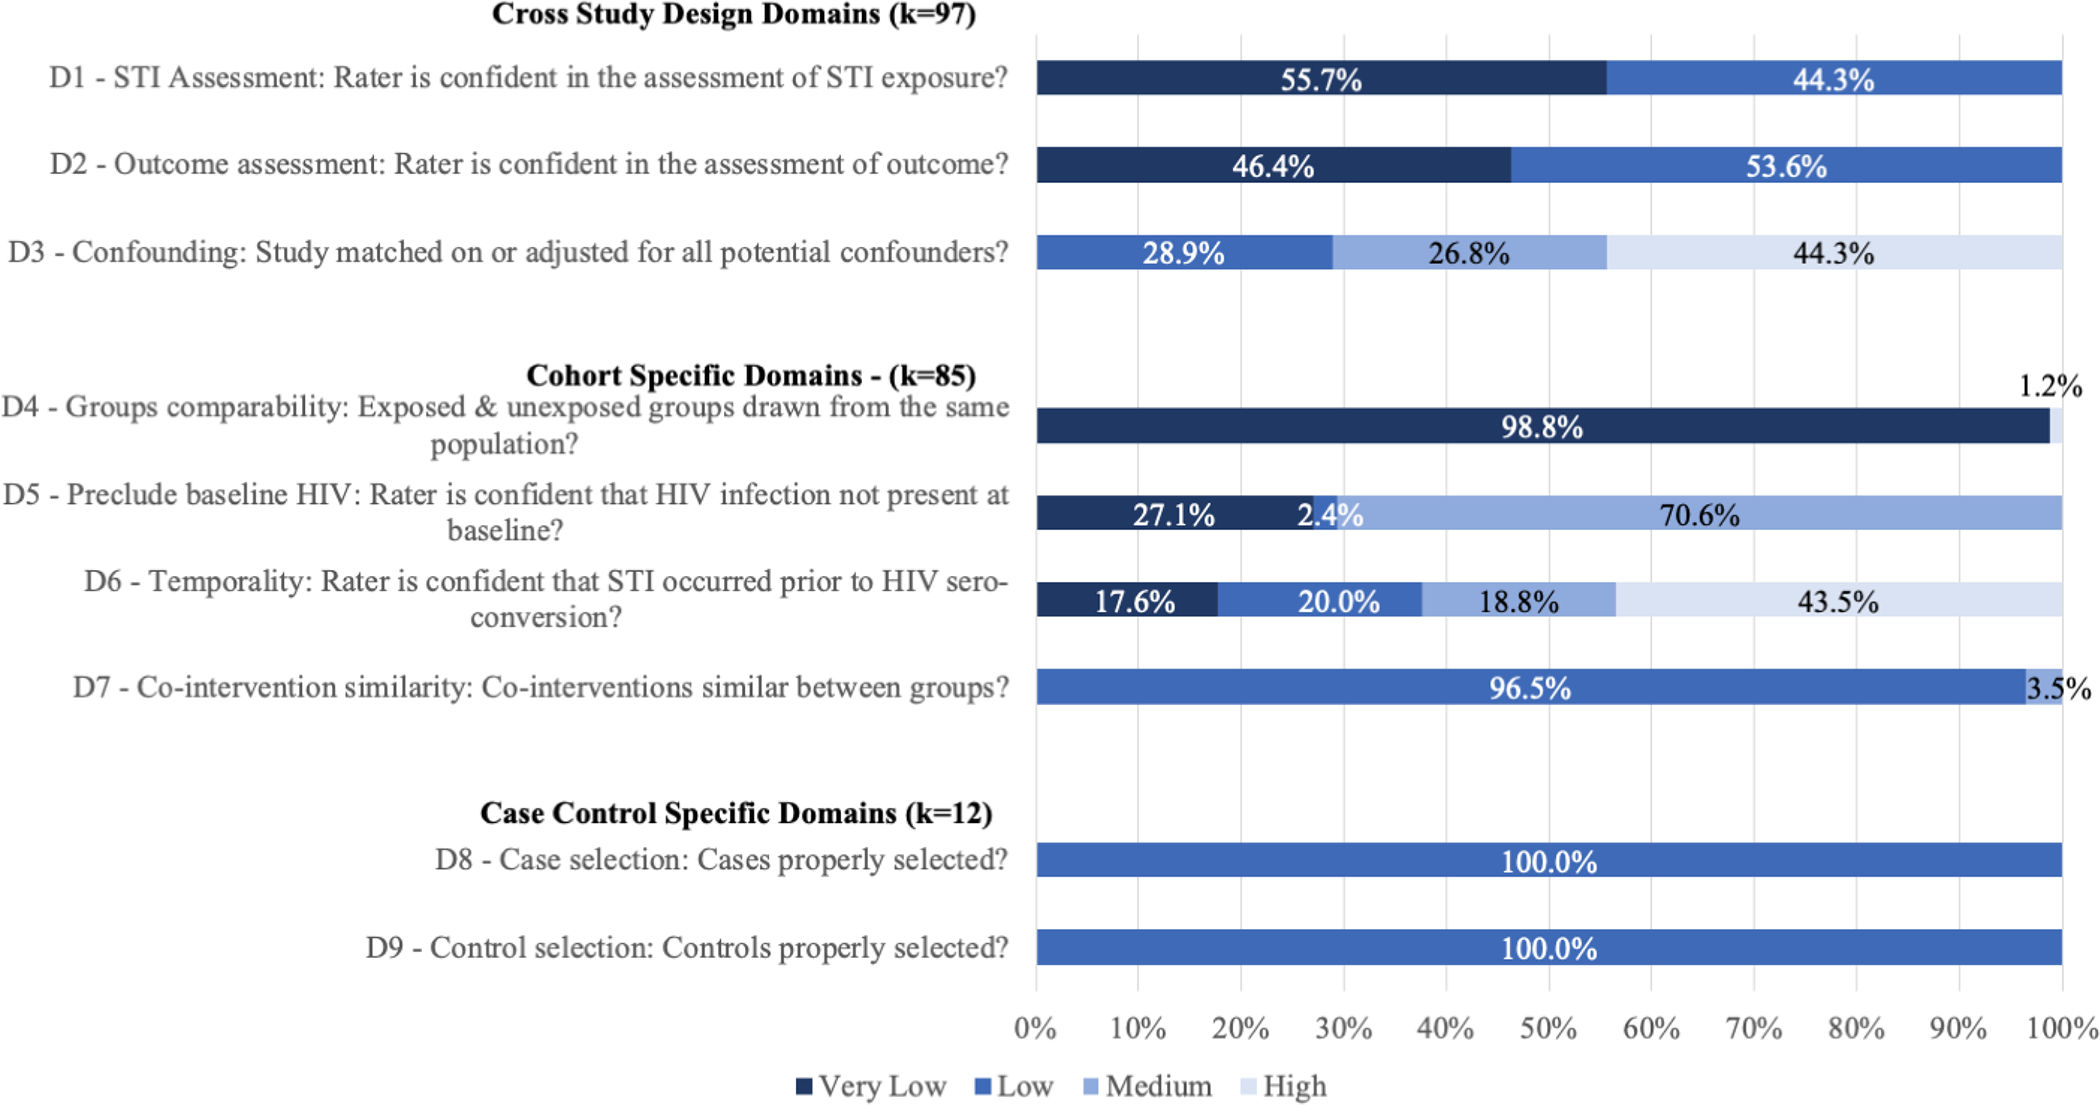 Cross Study Design Domains (k=97)
D1 - STI Assessment: Rater is confident in the assessment of STI exposure?
55.7%
44.3%
D2 - Outcome assessment: Rater is confident in the assessment of outcome?
46.4%
53.6%
D3 - Confounding: Study matched on or adjusted for all potential confounders?
28.9%
26.8%
44.3%
Cohort Specific Domains - (k=85)
D4 - Groups comparability: Exposed & unexposed groups drawn from the same
population?
98.8%
1.2%
D5 - Preclude baseline HIV: Rater is confident that HIV infection not present at
baseline?
27.1%
2.4%
70.6%
D6 - Temporality: Rater is confident that STI occurred prior to HIV sero-
conversion?
17.6%
20.0%
18.8%
43.5%
D7 - Co-intervention similarity: Co-interventions similar between groups?
96.5%
3.5%
Case Control Specific Domains (k=12)
D8 - Case selection: Cases properly selected?
100.0%
D9 - Control selection: Controls properly selected?
100.0%
0% 10% 20% 30% 40% 50% 60% 70% 80% 90% 100%
Very Low Low Medium High